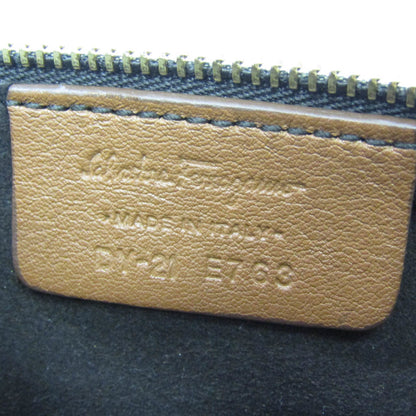 Salvatore Ferragamo
•MADE IN ITALY•
DY-21 E763